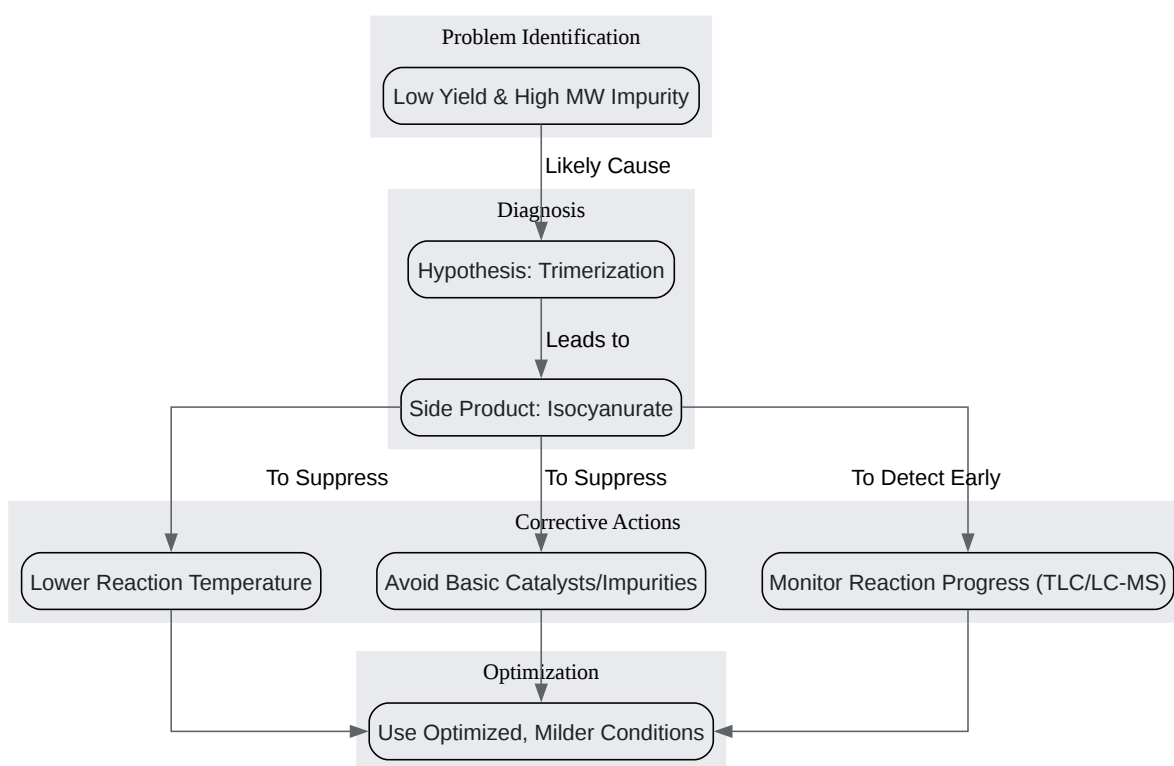 Problem Identification
Low Yield & High MW Impurity
Likely Cause
Diagnosis
Hypothesis: Trimerization
Leads to
Side Product: Isocyanurate
To Suppress
To Suppress
To Detect Early
Corrective Actions
Lower Reaction Temperature
Avoid Basic Catalysts/Impurities
Monitor Reaction Progress (TLC/LC-MS)
Optimization
Use Optimized, Milder Conditions